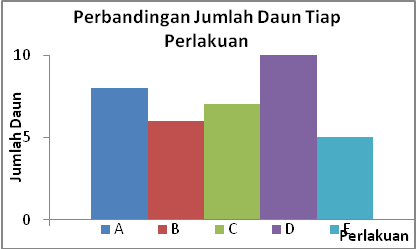 Perbandingan Jumlah Daun Tiap
Perlakuan
Jumlah Daun
10
5
0
A B C D E
Perlakuan